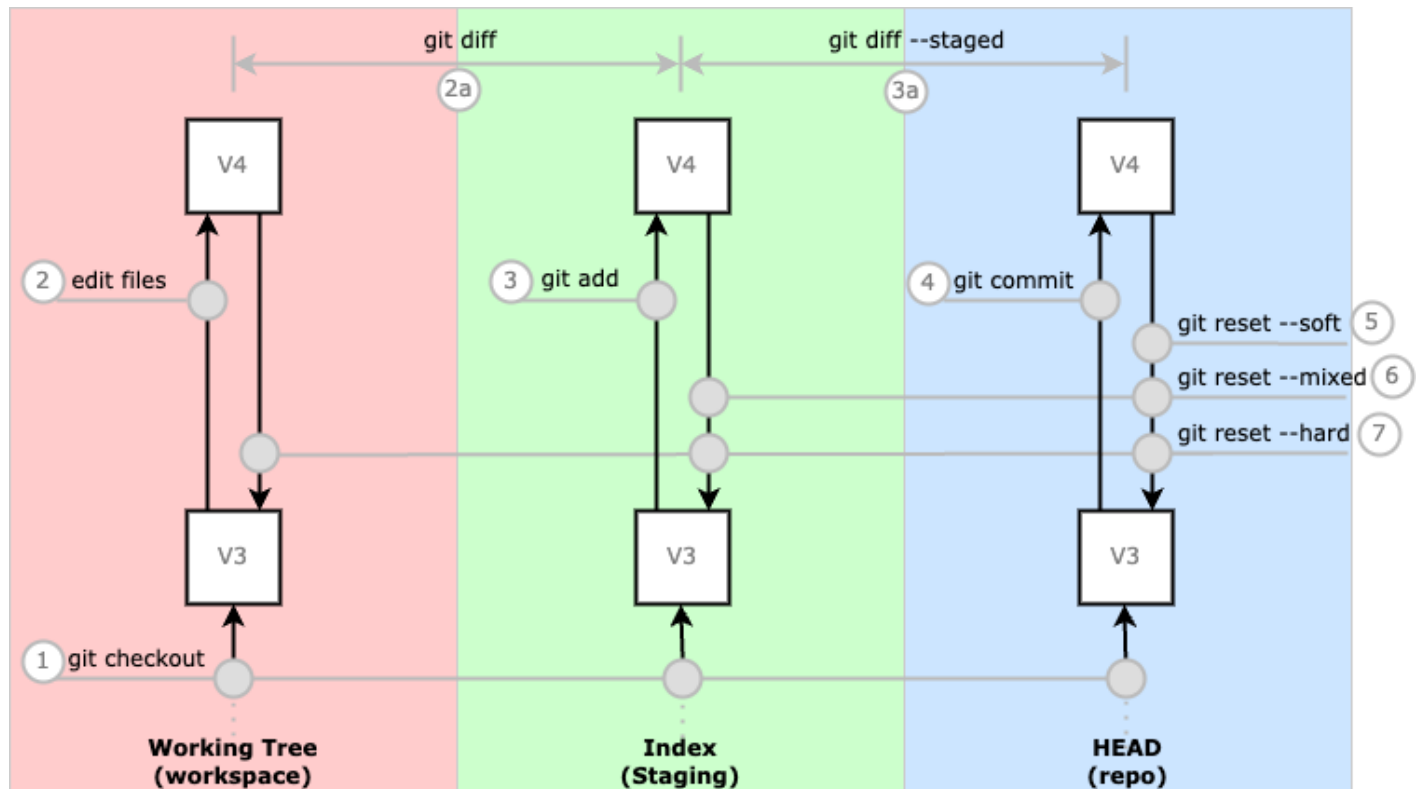 git diff
git diff --staged
2a
3a
V4
V4
V4
2 edit files
3 git add
4 git commit
git reset --soft 5
git reset --mixed 6
git reset --hard 7
V3
V3
V3
1 git checkout
Working Tree
(workspace)
Index
(Staging)
HEAD
(repo)